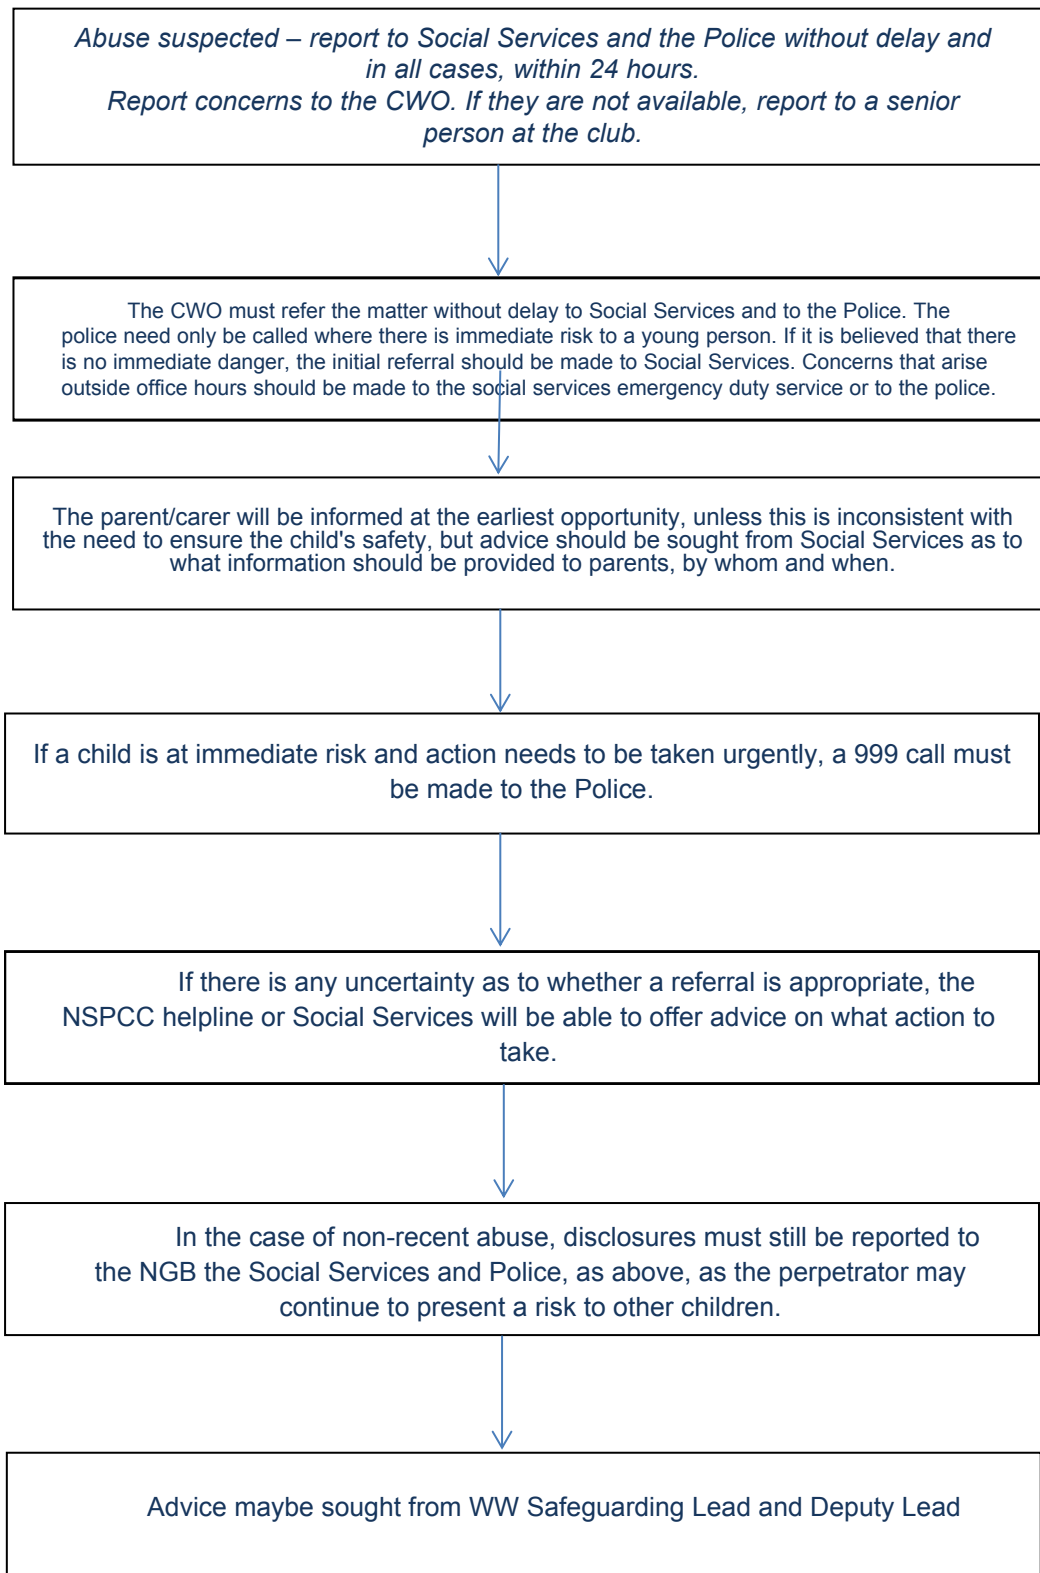 Abuse suspected – report to Social Services and the Police without delay and
in all cases, within 24 hours.
Report concerns to the CWO. If they are not available, report to a senior
person at the club.
The CWO must refer the matter without delay to Social Services and to the Police. The
police need only be called where there is immediate risk to a young person. If it is believed that there
is no immediate danger, the initial referral should be made to Social Services. Concerns that arise
outside office hours should be made to the social services emergency duty service or to the police.
The parent/carer will be informed at the earliest opportunity, unless this is inconsistent with
the need to ensure the child's safety, but advice should be sought from Social Services as to
what information should be provided to parents, by whom and when.
If a child is at immediate risk and action needs to be taken urgently, a 999 call must
be made to the Police.
If there is any uncertainty as to whether a referral is appropriate, the
NSPCC helpline or Social Services will be able to offer advice on what action to
take.
In the case of non-recent abuse, disclosures must still be reported to
the NGB the Social Services and Police, as above, as the perpetrator may
continue to present a risk to other children.
Advice maybe sought from WW Safeguarding Lead and Deputy Lead